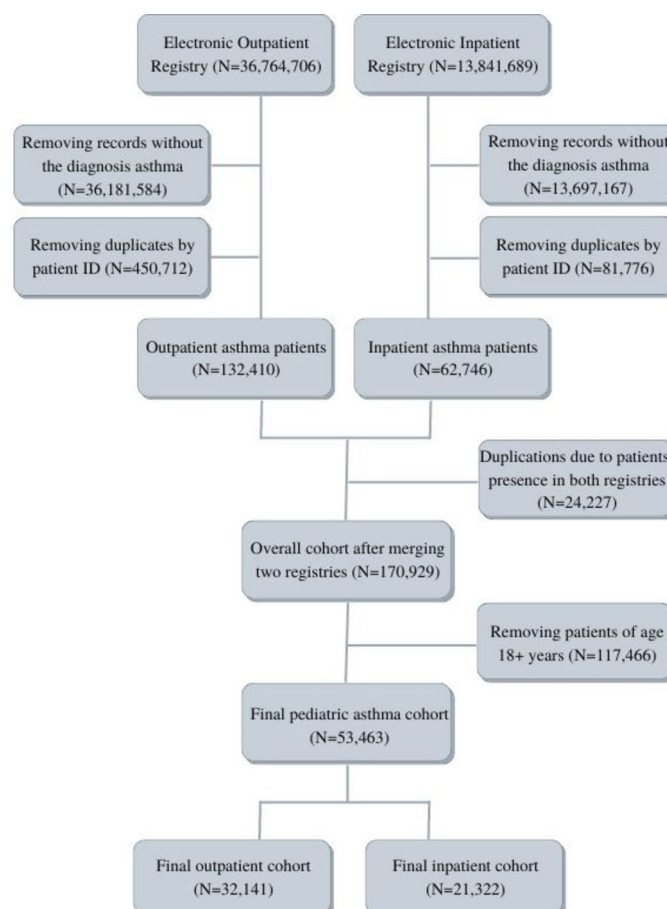 Electronic Outpatient
Registry (N=36,764,706)
Electronic Inpatient
Registry (N=13,841,689)
Removing records without
the diagnosis asthma
(N=36,181,584)
Removing records without
the diagnosis asthma
(N=13,697,167)
Removing duplicates by
patient ID (N=450,712)
Removing duplicates by
patient ID (N=81,776)
Outpatient asthma patients
(N=132,410)
Inpatient asthma patients
(N=62,746)
Duplications due to patients
presence in both registries
(N=24,227)
Overall cohort after merging
two registries (N=170,929)
Removing patients of age
18+ years (N=117,466)
Final pediatric asthma cohort
(N=53,463)
Final outpatient cohort
(N=32,141)
Final inpatient cohort
(N=21,322)